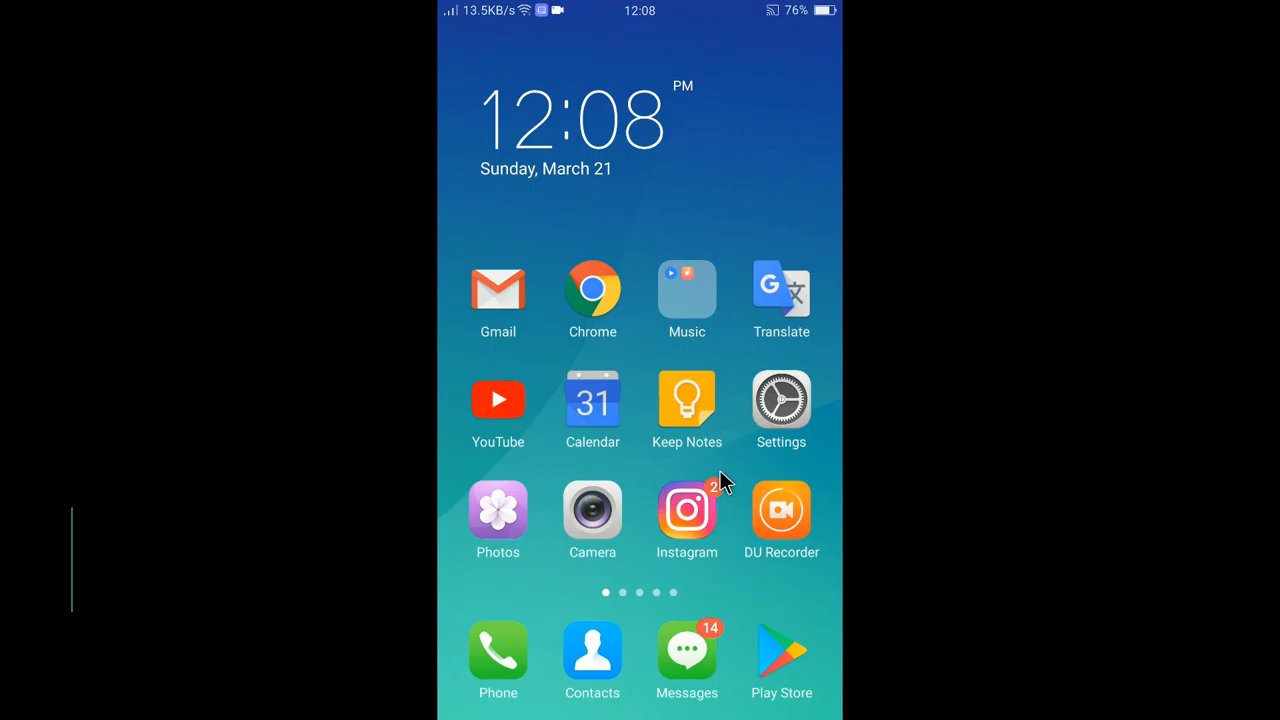 13.5KB/s 12:08 76%
12:08 PM
Sunday, March 21
Gmail Chrome Music Translate
31
YouTube Calendar Keep Notes Settings
2
Photos Camera Instagram DU Recorder
14
Phone Contacts Messages Play Store